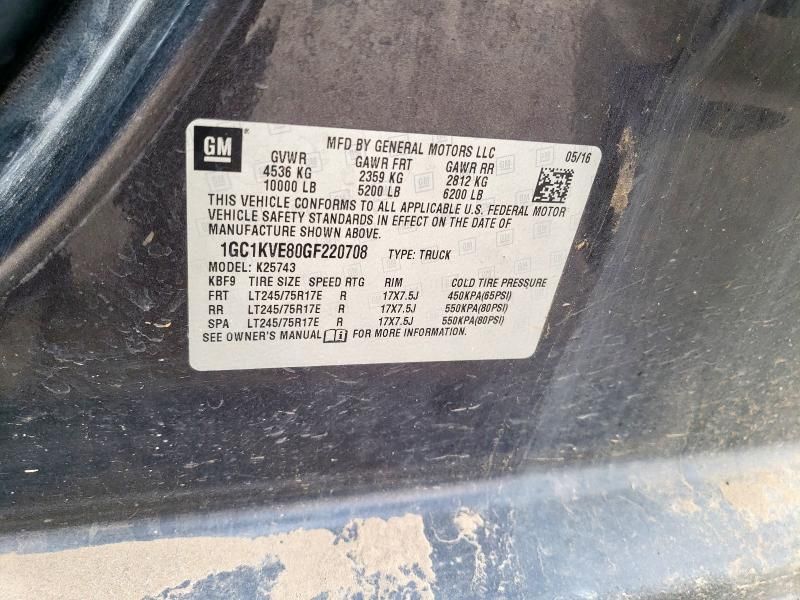 GM
MFD BY GENERAL MOTORS LLC
05/16
GVWR GAWR FRT GAWR RR
4536 KG 2359 KG 2812 KG
10000 LB 5200 LB 6200 LB
THIS VEHICLE CONFORMS TO ALL APPLICABLE U.S. FEDERAL MOTOR
VEHICLE SAFETY STANDARDS IN EFFECT ON THE DATE OF
MANUFACTURE SHOWN ABOVE.
1GC1KVE80GF220708 TYPE: TRUCK
MODEL: K25743
KBF9 TIRE SIZE SPEED RTG RIM COLD TIRE PRESSURE
FRT LT245/75R17E R 17X7.5J 450KPA(65PSI)
RR LT245/75R17E R 17X7.5J 550KPA(80PSI)
SPA LT245/75R17E R 17X7.5J 550KPA(80PSI)
SEE OWNER'S MANUAL FOR MORE INFORMATION.